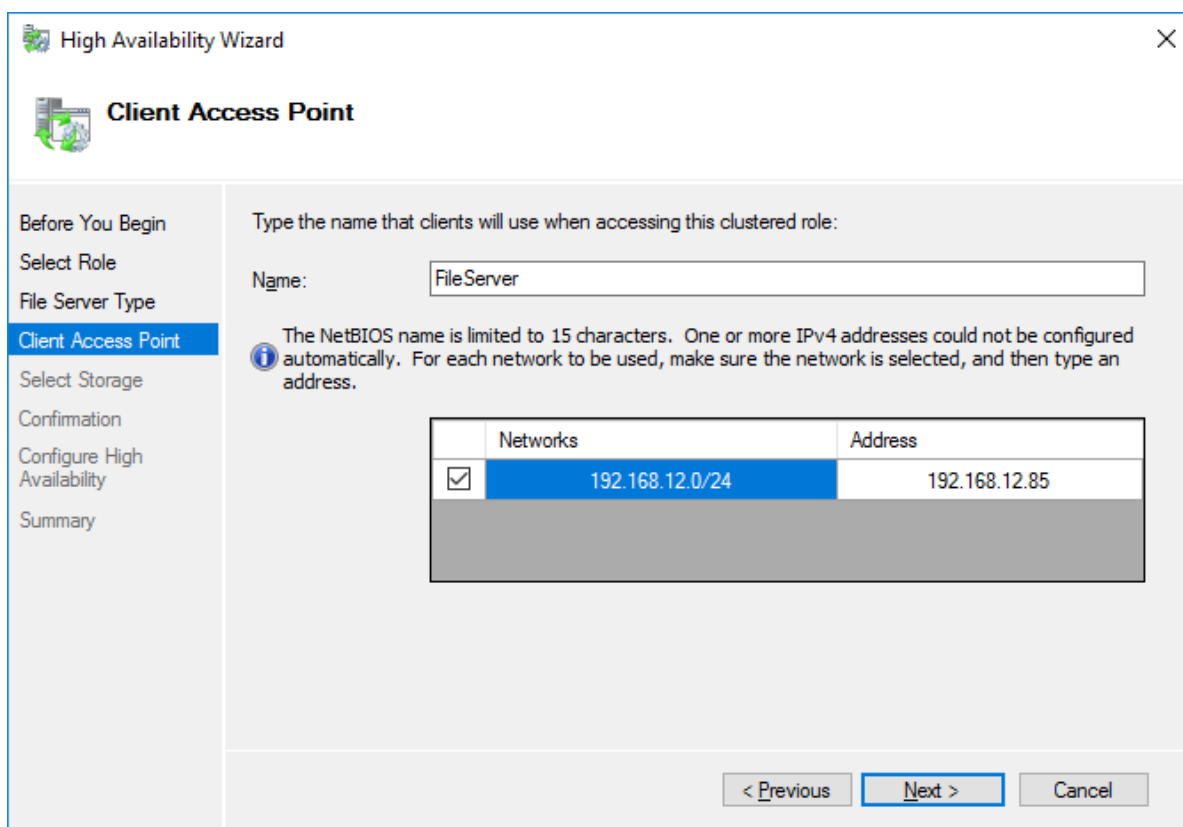 High Availability Wizard
Client Access Point
Before You Begin
Select Role
File Server Type
Client Access Point
Select Storage
Confirmation
Configure High
Availability
Summary
Type the name that clients will use when accessing this clustered role:
Name: FileServer
The NetBIOS name is limited to 15 characters. One or more IPv4 addresses could not be configured
automatically. For each network to be used, make sure the network is selected, and then type an
address.
Networks Address
192.168.12.0/24 192.168.12.85
< Previous Next > Cancel